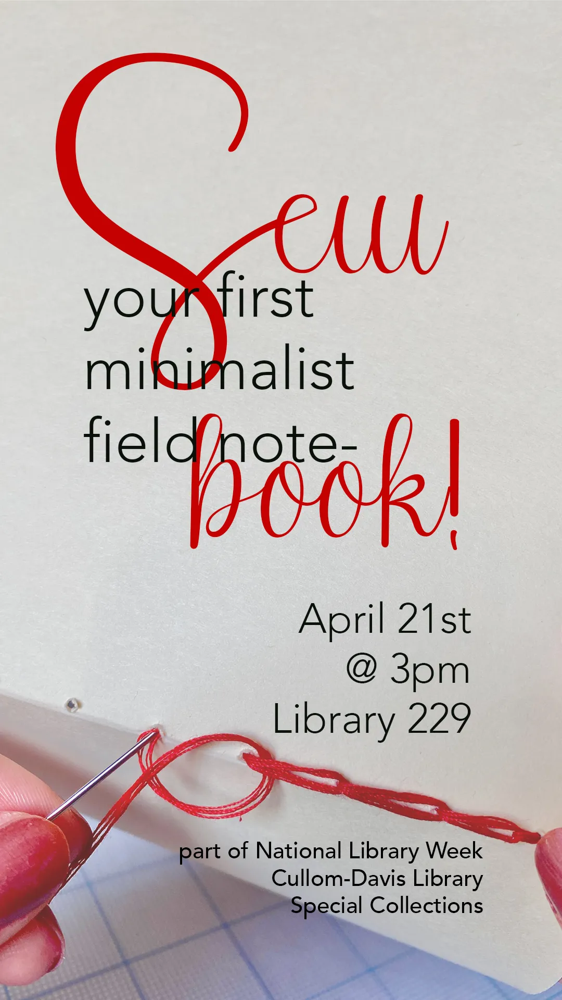 Sew
your first
minimalist
field note-
book!
April 21st
@ 3pm
Library 229
part of National Library Week
Cullom-Davis Library
Special Collections